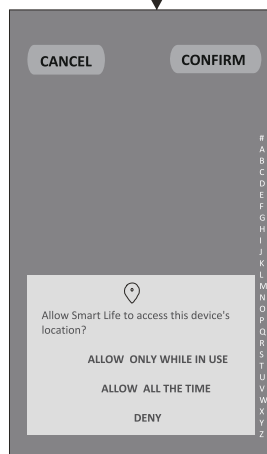 CANCEL
CONFIRM
#
A
B
C
D
E
F
G
H
I
J
K
L
M
N
O
P
Q
R
S
T
U
V
W
X
Y
Z
Allow Smart Life to access this device's
location?
ALLOW ONLY WHILE IN USE
ALLOW ALL THE TIME
DENY